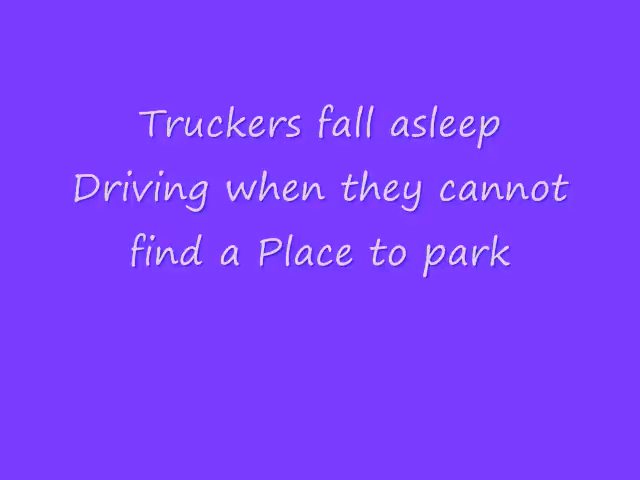 Truckers fall asleep
Driving when they cannot
find a Place to park